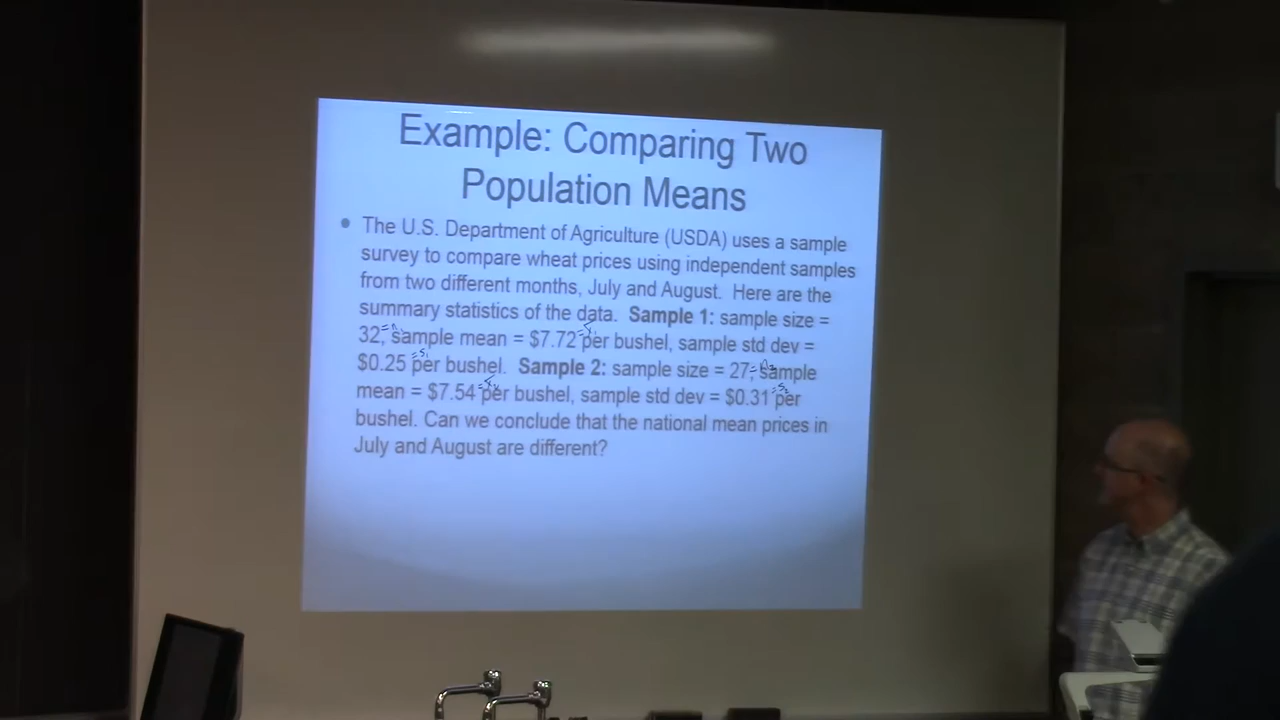 Example: Comparing Two
Population Means
• The U.S. Department of Agriculture (USDA) uses a sample
survey to compare wheat prices using independent samples
from two different months, July and August. Here are the
summary statistics of the data. Sample 1: sample size =
32, sample mean = $7.72 per bushel, sample std dev =
$0.25 per bushel. Sample 2: sample size = 27, sample
mean = $7.54 per bushel, sample std dev = $0.31 per
bushel. Can we conclude that the national mean prices in
July and August are different?